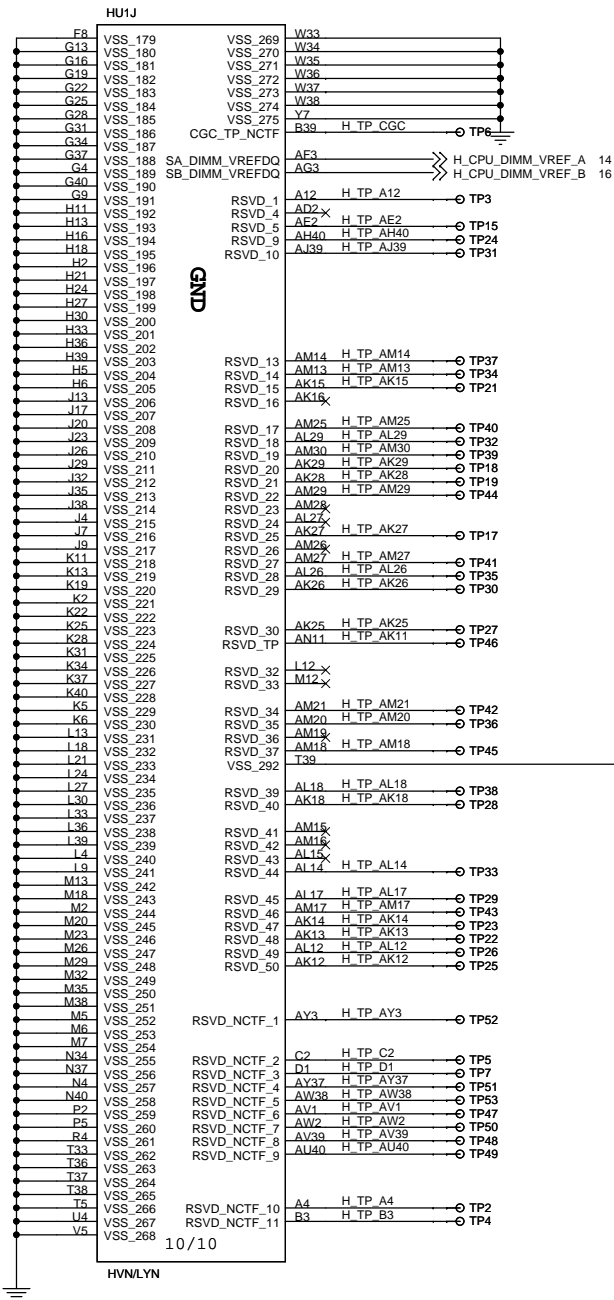 HU1J
F8 VSS_179 VSS_269 W33
G13 VSS_180 VSS_270 W34
G16 VSS_181 VSS_271 W35
G19 VSS_182 VSS_272 W36
G22 VSS_183 VSS_273 W37
G25 VSS_184 VSS_274 W38
G28 VSS_185 VSS_275 Y7
G31 VSS_186 CGC_TP_NCTF B39 H_TP_CGC TP6
G34 VSS_187
G37 VSS_188 SA_DIMM_VREFDQ AF3 H_CPU_DIMM_VREF_A 14
G4 VSS_189 SB_DIMM_VREFDQ AG3 H_CPU_DIMM_VREF_B 16
G40 VSS_190
G9 VSS_191 RSVD_1 A12 H_TP_A12 TP3
H11 VSS_192 RSVD_4 AD2
H13 VSS_193 RSVD_5 AE2 H_TP_AE2 TP15
H16 VSS_194 RSVD_9 AH40 H_TP_AH40 TP24
H18 VSS_195 RSVD_10 AJ39 H_TP_AJ39 TP31
H2 VSS_196
H21 VSS_197
H24 VSS_198
GND
H27 VSS_199
H30 VSS_200
H33 VSS_201
H36 VSS_202
H39 VSS_203 RSVD_13 AM14 H_TP_AM14 TP37
H5 VSS_204 RSVD_14 AM13 H_TP_AM13 TP34
H6 VSS_205 RSVD_15 AK15 H_TP_AK15 TP21
J13 VSS_206 RSVD_16 AK16
J17 VSS_207
J20 VSS_208 RSVD_17 AM25 H_TP_AM25 TP40
J23 VSS_209 RSVD_18 AL29 H_TP_AL29 TP32
J26 VSS_210 RSVD_19 AM30 H_TP_AM30 TP39
J29 VSS_211 RSVD_20 AK29 H_TP_AK29 TP18
J32 VSS_212 RSVD_21 AK28 H_TP_AK28 TP19
J35 VSS_213 RSVD_22 AM29 H_TP_AM29 TP44
J38 VSS_214 RSVD_23 AM28
J4 VSS_215 RSVD_24 AL27
J7 VSS_216 RSVD_25 AK27 H_TP_AK27 TP17
J9 VSS_217 RSVD_26 AM26
K11 VSS_218 RSVD_27 AM27 H_TP_AM27 TP41
K13 VSS_219 RSVD_28 AL26 H_TP_AL26 TP35
K19 VSS_220 RSVD_29 AK26 H_TP_AK26 TP30
K2 VSS_221
K22 VSS_222
K25 VSS_223 RSVD_30 AK25 H_TP_AK25 TP27
K28 VSS_224 RSVD_TP AN11 H_TP_AK11 TP46
K31 VSS_225
K34 VSS_226 RSVD_32 L12
K37 VSS_227 RSVD_33 M12
K40 VSS_228
K5 VSS_229 RSVD_34 AM21 H_TP_AM21 TP42
K6 VSS_230 RSVD_35 AM20 H_TP_AM20 TP36
L13 VSS_231 RSVD_36 AM19
L18 VSS_232 RSVD_37 AM18 H_TP_AM18 TP45
L21 VSS_233 VSS_292 T39
L24 VSS_234
L27 VSS_235 RSVD_39 AL18 H_TP_AL18 TP38
L30 VSS_236 RSVD_40 AK18 H_TP_AK18 TP28
L33 VSS_237
L36 VSS_238 RSVD_41 AM15
L39 VSS_239 RSVD_42 AM16
L4 VSS_240 RSVD_43 AL15
L9 VSS_241 RSVD_44 AL14 H_TP_AL14 TP33
M13 VSS_242
M18 VSS_243 RSVD_45 AL17 H_TP_AL17 TP29
M2 VSS_244 RSVD_46 AM17 H_TP_AM17 TP43
M20 VSS_245 RSVD_47 AK14 H_TP_AK14 TP23
M23 VSS_246 RSVD_48 AK13 H_TP_AK13 TP22
M26 VSS_247 RSVD_49 AL12 H_TP_AL12 TP26
M29 VSS_248 RSVD_50 AK12 H_TP_AK12 TP25
M32 VSS_249
M35 VSS_250
M38 VSS_251
M5 VSS_252 RSVD_NCTF_1 AY3 H_TP_AY3 TP52
M6 VSS_253
M7 VSS_254
N34 VSS_255 RSVD_NCTF_2 C2 H_TP_C2 TP5
N37 VSS_256 RSVD_NCTF_3 D1 H_TP_D1 TP7
N4 VSS_257 RSVD_NCTF_4 AY37 H_TP_AY37 TP51
N40 VSS_258 RSVD_NCTF_5 AW38 H_TP_AW38 TP53
P2 VSS_259 RSVD_NCTF_6 AV1 H_TP_AV1 TP47
P5 VSS_260 RSVD_NCTF_7 AW2 H_TP_AW2 TP50
R4 VSS_261 RSVD_NCTF_8 AV39 H_TP_AV39 TP48
T33 VSS_262 RSVD_NCTF_9 AU40 H_TP_AU40 TP49
T36 VSS_263
T37 VSS_264
T38 VSS_265
T5 VSS_266 RSVD_NCTF_10 A4 H_TP_A4 TP2
U4 VSS_267 RSVD_NCTF_11 B3 H_TP_B3 TP4
V5 VSS_268
10/10
HVN/LYN